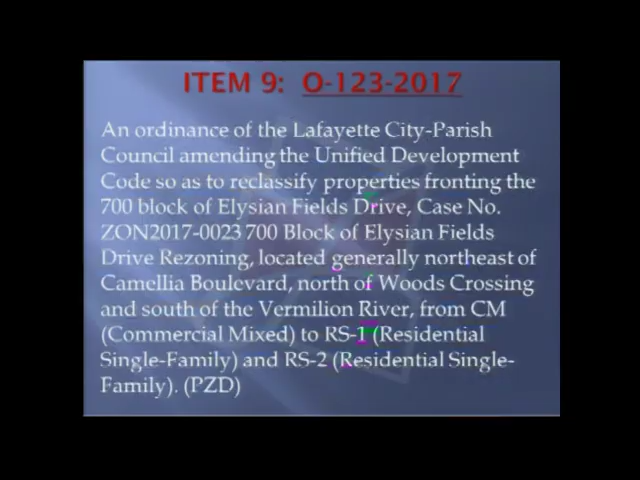 ITEM 9: O-123-2017
An ordinance of the Lafayette City-Parish
Council amending the Unified Development
Code so as to reclassify properties fronting the
700 block of Elysian Fields Drive, Case No.
ZON2017-0023 700 Block of Elysian Fields
Drive Rezoning, located generally northeast of
Camellia Boulevard, north of Woods Crossing
and south of the Vermilion River, from CM
(Commercial Mixed) to RS-1 (Residential
Single-Family) and RS-2 (Residential Single-
Family). (PZD)